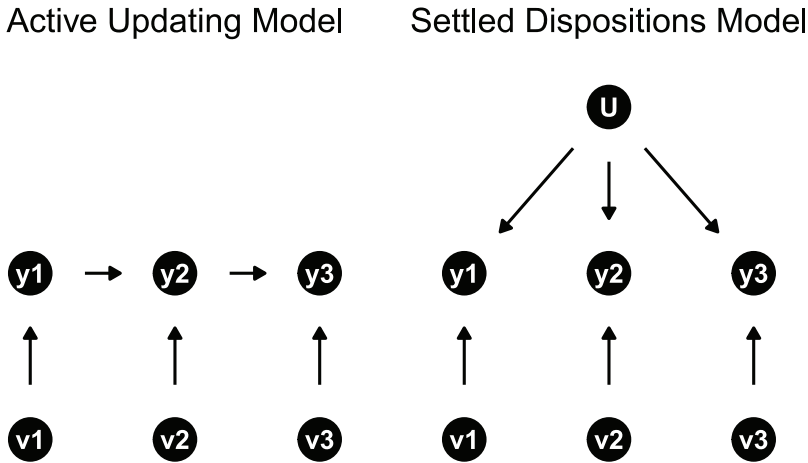 Active Updating Model Settled Dispositions Model
U
y1 y2 y3 y1 y2 y3
v1 v2 v3 v1 v2 v3